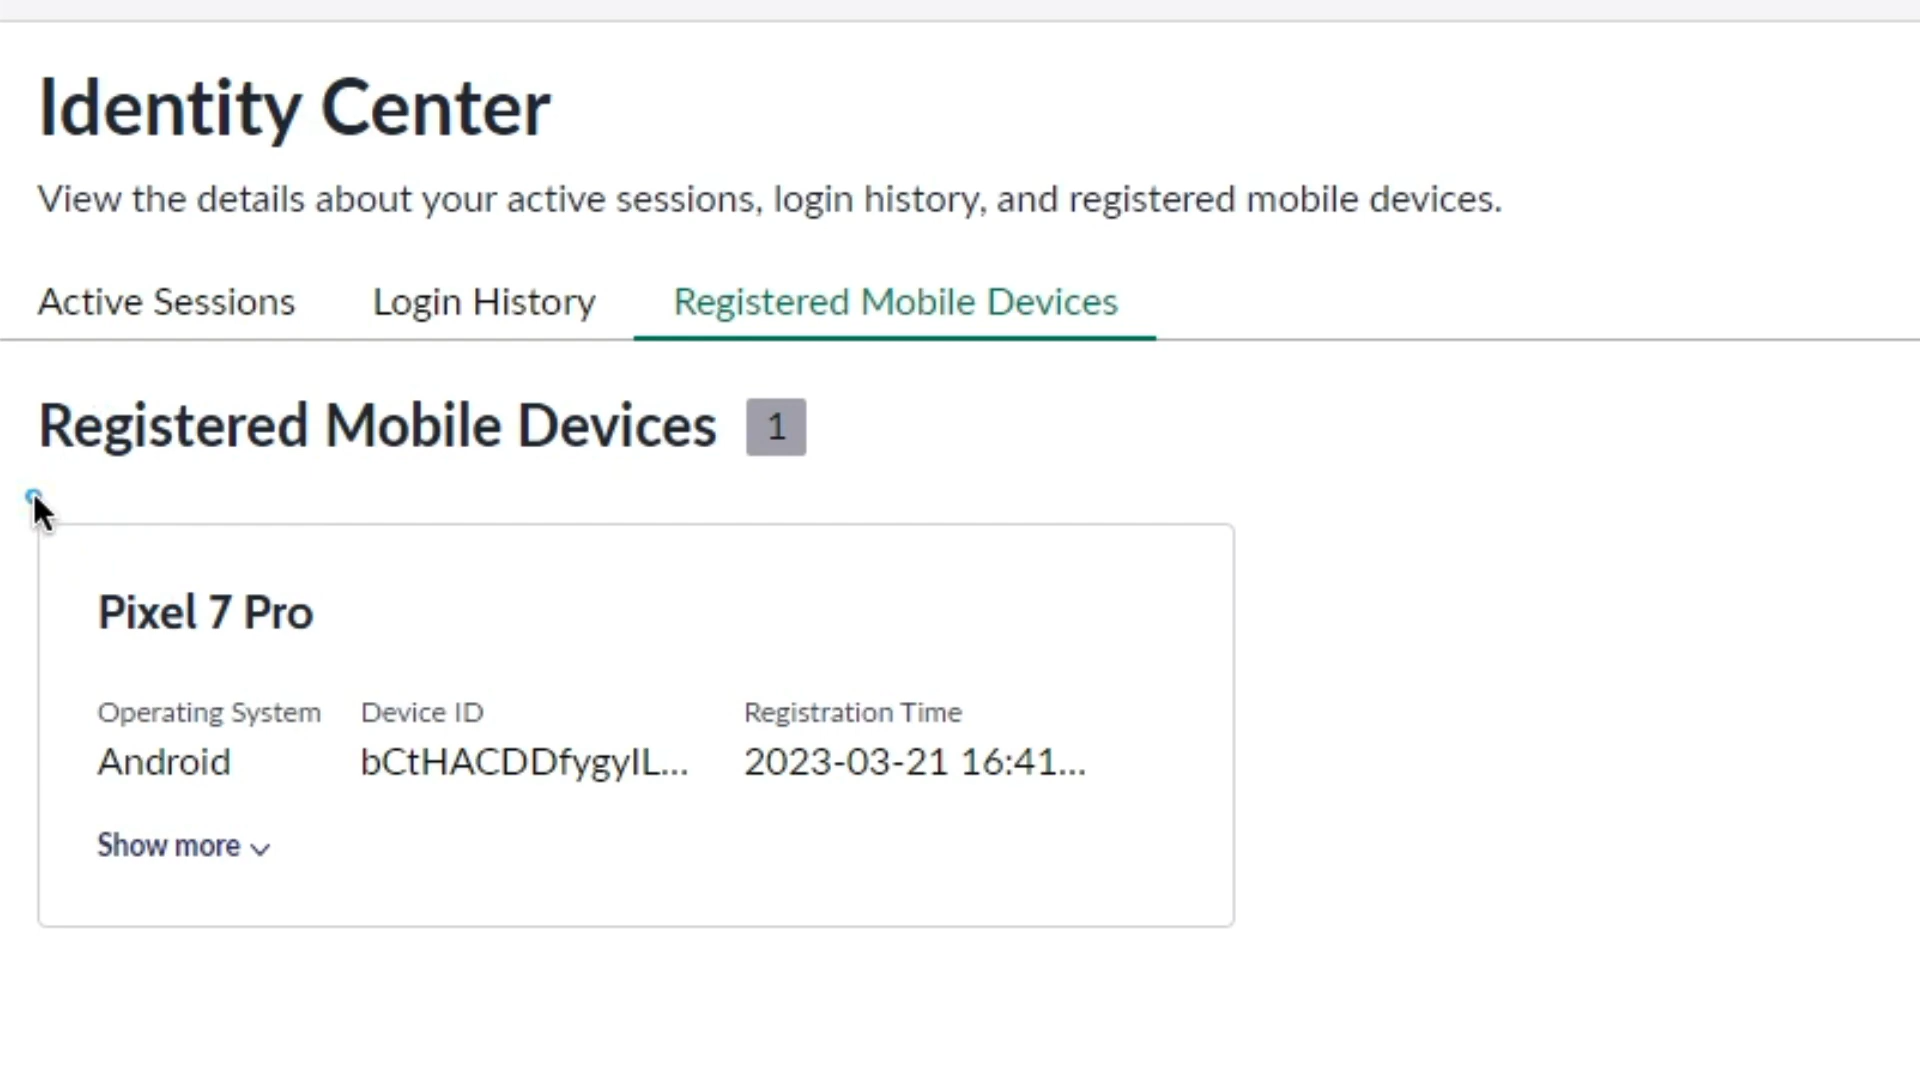 Identity Center
View the details about your active sessions, login history, and registered mobile devices.
Active Sessions Login History Registered Mobile Devices
Registered Mobile Devices 1
Pixel 7 Pro
Operating System Device ID Registration Time
Android bCtHACDDfygyIL... 2023-03-21 16:41...
Show more